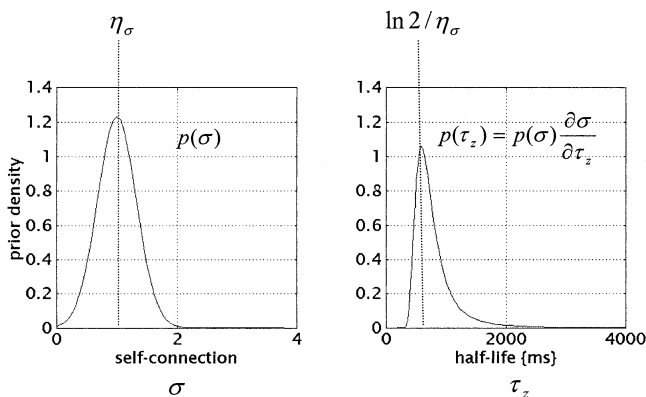 η_σ
ln 2 / η_σ
1.4
1.2
1
0.8
0.6
0.4
0.2
0
prior density
p(σ)
0
2
4
self-connection
σ
1.4
1.2
1
0.8
0.6
0.4
0.2
0
p(τ_z) = p(σ) ∂σ/∂τ_z
0
2000
4000
half-life {ms}
τ_z